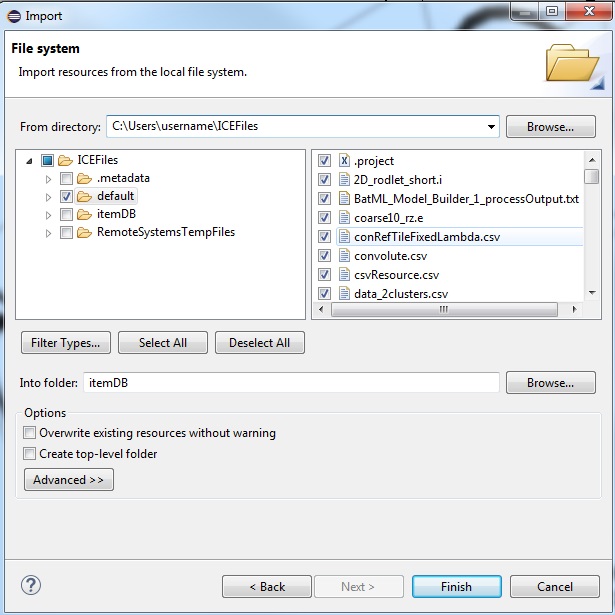 Import
File system
Import resources from the local file system.
From directory: C:\Users\username\ICEFiles Browse...
ICEFiles
.metadata
default
itemDB
RemoteSystemsTempFiles
.project
2D_rodlet_short.i
BatML_Model_Builder_1_processOutput.txt
coarse10_rz.e
conRefTileFixedLambda.csv
convolute.csv
csvResource.csv
data_2clusters.csv
Filter Types... Select All Deselect All
Into folder: itemDB Browse...
Options
Overwrite existing resources without warning
Create top-level folder
Advanced >>
? < Back Next > Finish Cancel